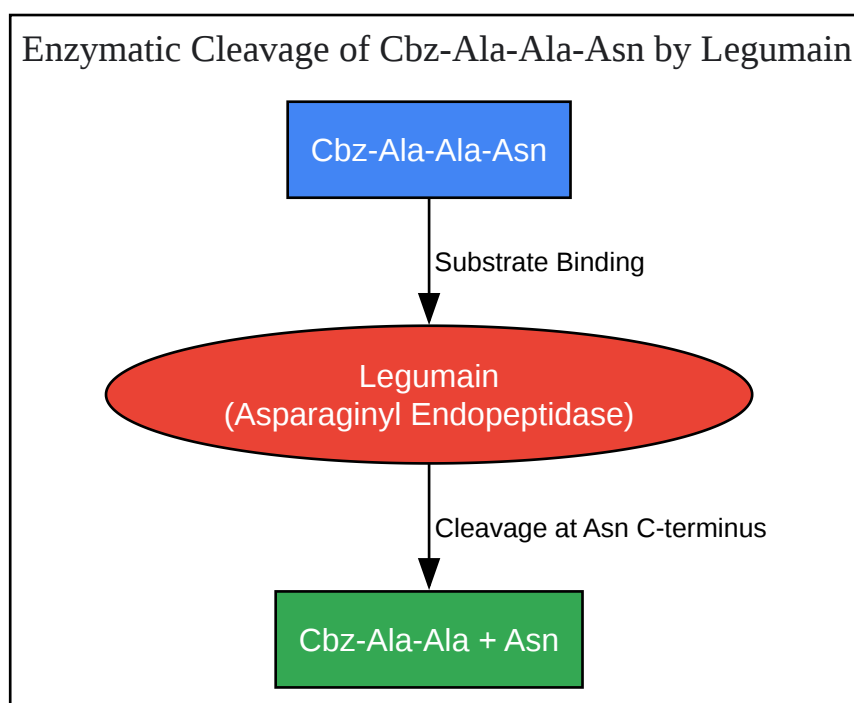 Enzymatic Cleavage of Cbz-Ala-Ala-Asn by Legumain
Cbz-Ala-Ala-Asn
Substrate Binding
Legumain
(Asparaginyl Endopeptidase)
Cleavage at Asn C-terminus
Cbz-Ala-Ala + Asn